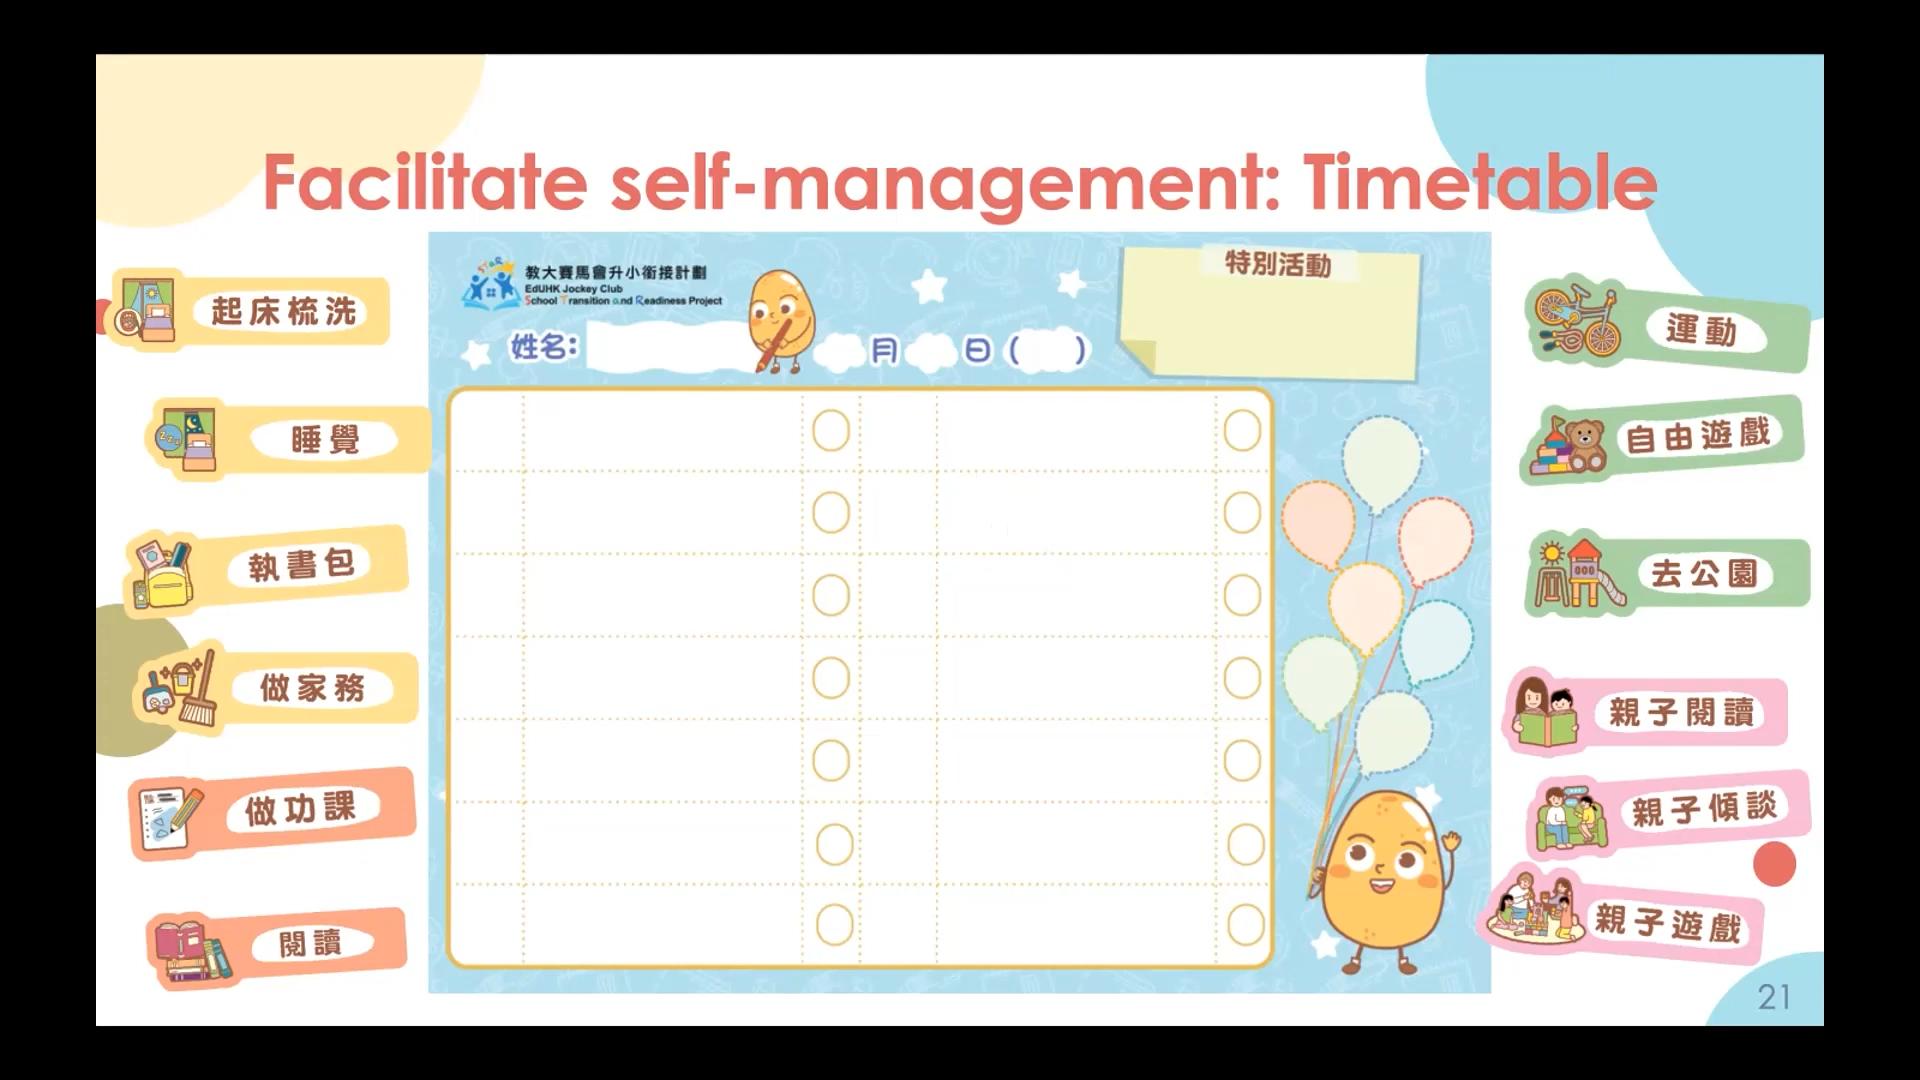 Facilitate self-management: Timetable
教大賽馬會升小銜接計劃
EdUHK Jockey Club
School Transition and Readiness Project
STaR
姓名:
月 日 ( )
特別活動
起床梳洗
睡覺
執書包
做家務
做功課
閱讀
運動
自由遊戲
去公園
親子閱讀
親子傾談
親子遊戲
21